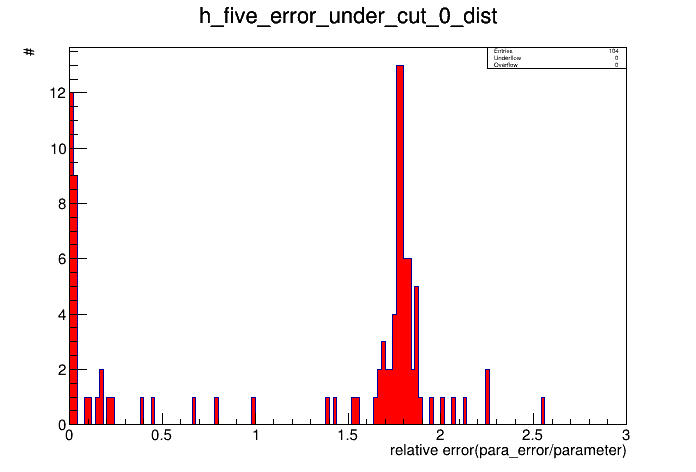 h_five_error_under_cut_0_dist
#
Entries 104
Underflow 0
Overflow 0
12
10
8
6
4
2
0
0 0.5 1 1.5 2 2.5 3
relative error(para_error/parameter)